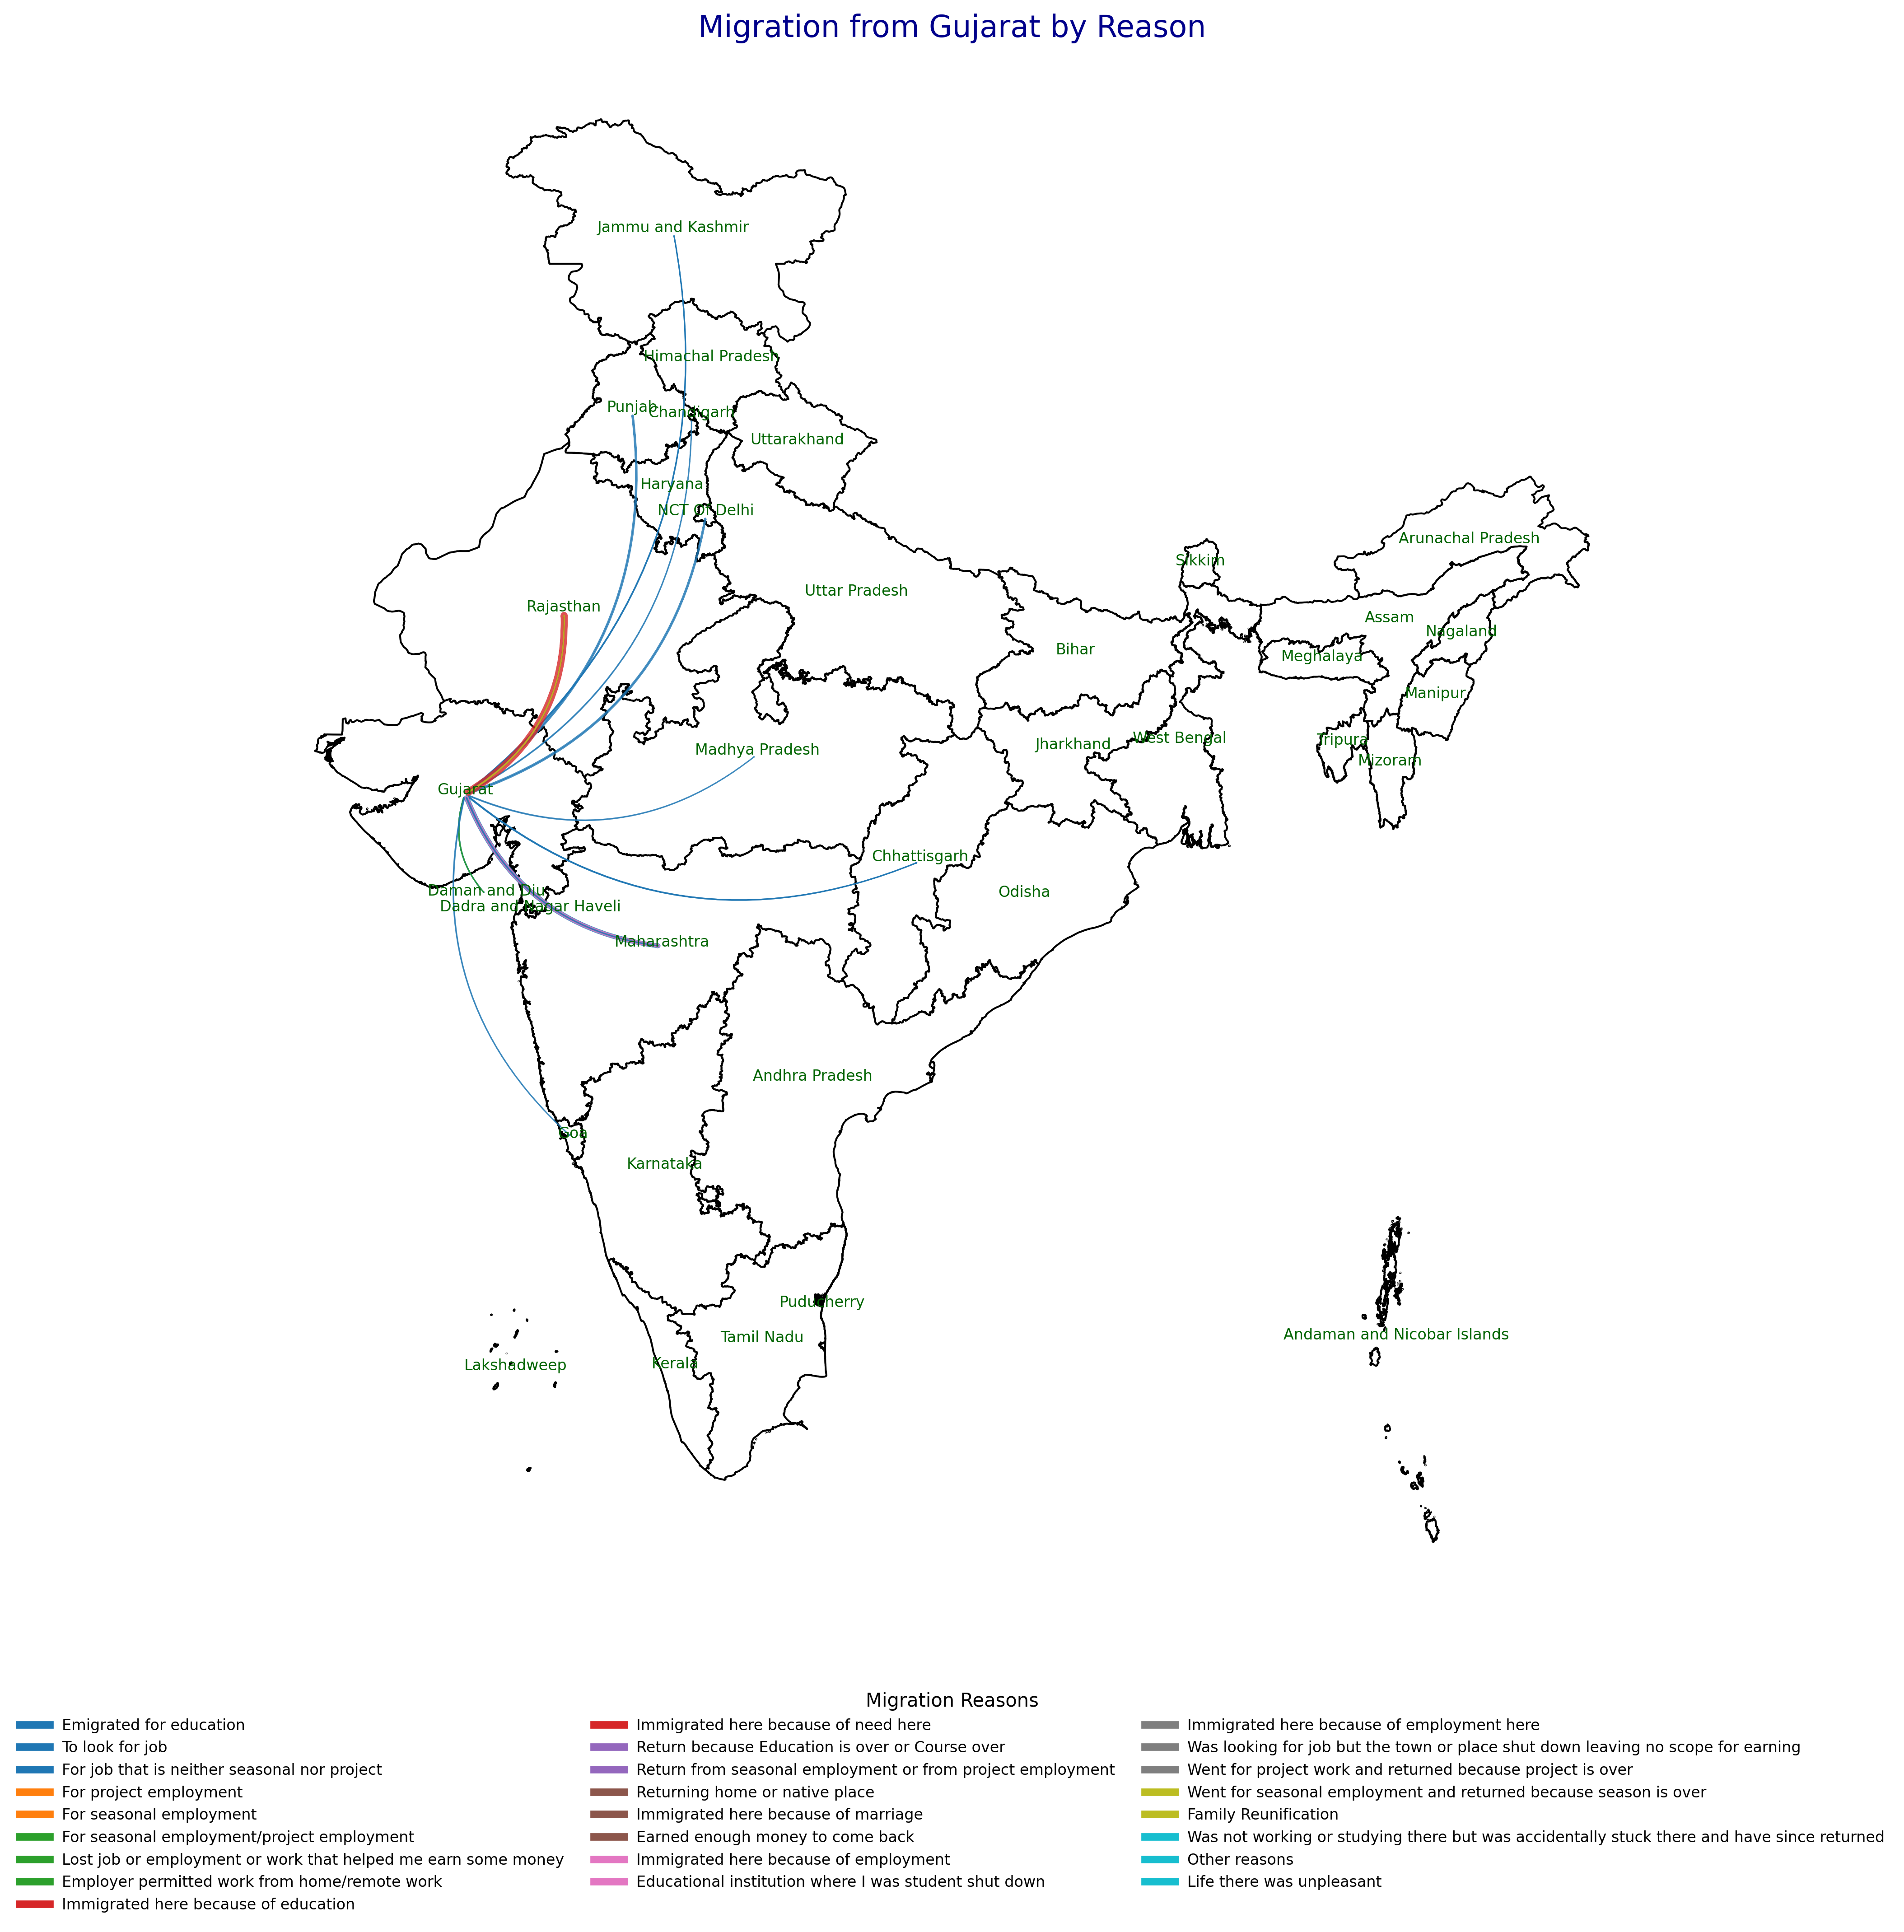 Migration from Gujarat by Reason
Jammu and Kashmir
Himachal Pradesh
Punjab
Chandigarh
Uttarakhand
Haryana
NCT Of Delhi
Arunachal Pradesh
Sikkim
Uttar Pradesh
Rajasthan
Assam
Nagaland
Bihar
Meghalaya
Manipur
West Bengal
Tripura
Jharkhand
Madhya Pradesh
Mizoram
Gujarat
Chhattisgarh
Daman and Diu
Odisha
Dadra and Nagar Haveli
Maharashtra
Andhra Pradesh
Goa
Karnataka
Puducherry
Andaman and Nicobar Islands
Tamil Nadu
Kerala
Lakshadweep
Migration Reasons
Emigrated for education
To look for job
For job that is neither seasonal nor project
For project employment
For seasonal employment
For seasonal employment/project employment
Lost job or employment or work that helped me earn some money
Employer permitted work from home/remote work
Immigrated here because of education
Immigrated here because of need here
Return because Education is over or Course over
Return from seasonal employment or from project employment
Returning home or native place
Immigrated here because of marriage
Earned enough money to come back
Immigrated here because of employment
Educational institution where I was student shut down
Immigrated here because of employment here
Was looking for job but the town or place shut down leaving no scope for earning
Went for project work and returned because project is over
Went for seasonal employment and returned because season is over
Family Reunification
Was not working or studying there but was accidentally stuck there and have since returned
Other reasons
Life there was unpleasant